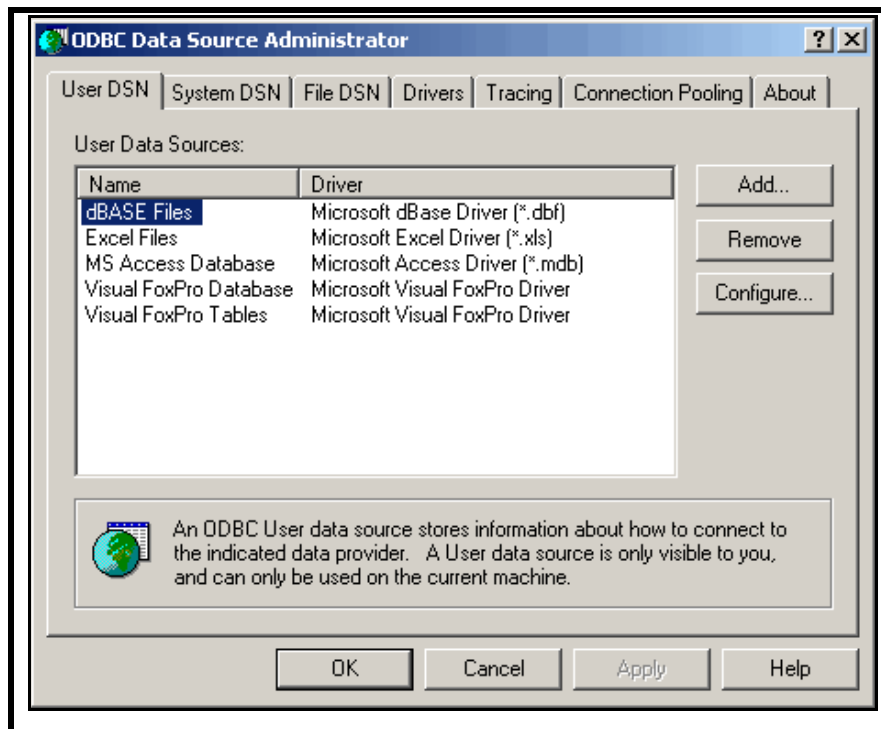 ODBC Data Source Administrator
User DSN System DSN File DSN Drivers Tracing Connection Pooling About
User Data Sources:
Name Driver
dBASE Files Microsoft dBase Driver (*.dbf)
Excel Files Microsoft Excel Driver (*.xls)
MS Access Database Microsoft Access Driver (*.mdb)
Visual FoxPro Database Microsoft Visual FoxPro Driver
Visual FoxPro Tables Microsoft Visual FoxPro Driver
Add...
Remove
Configure...
An ODBC User data source stores information about how to connect to
the indicated data provider. A User data source is only visible to you,
and can only be used on the current machine.
OK Cancel Apply Help